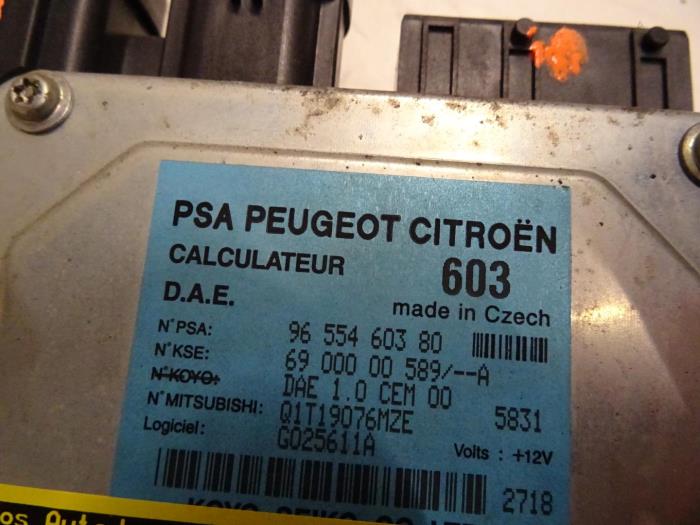 PSA PEUGEOT CITROËN
CALCULATEUR 603
D.A.E. made in Czech
N° PSA: 96 554 603 80
N° KSE: 69 000 00 589/--A
N° KOYO: DAE 1.0 CEM 00
N° MITSUBISHI: Q1T19076MZE 5831
Logiciel: G025611A Volts : +12V
2718